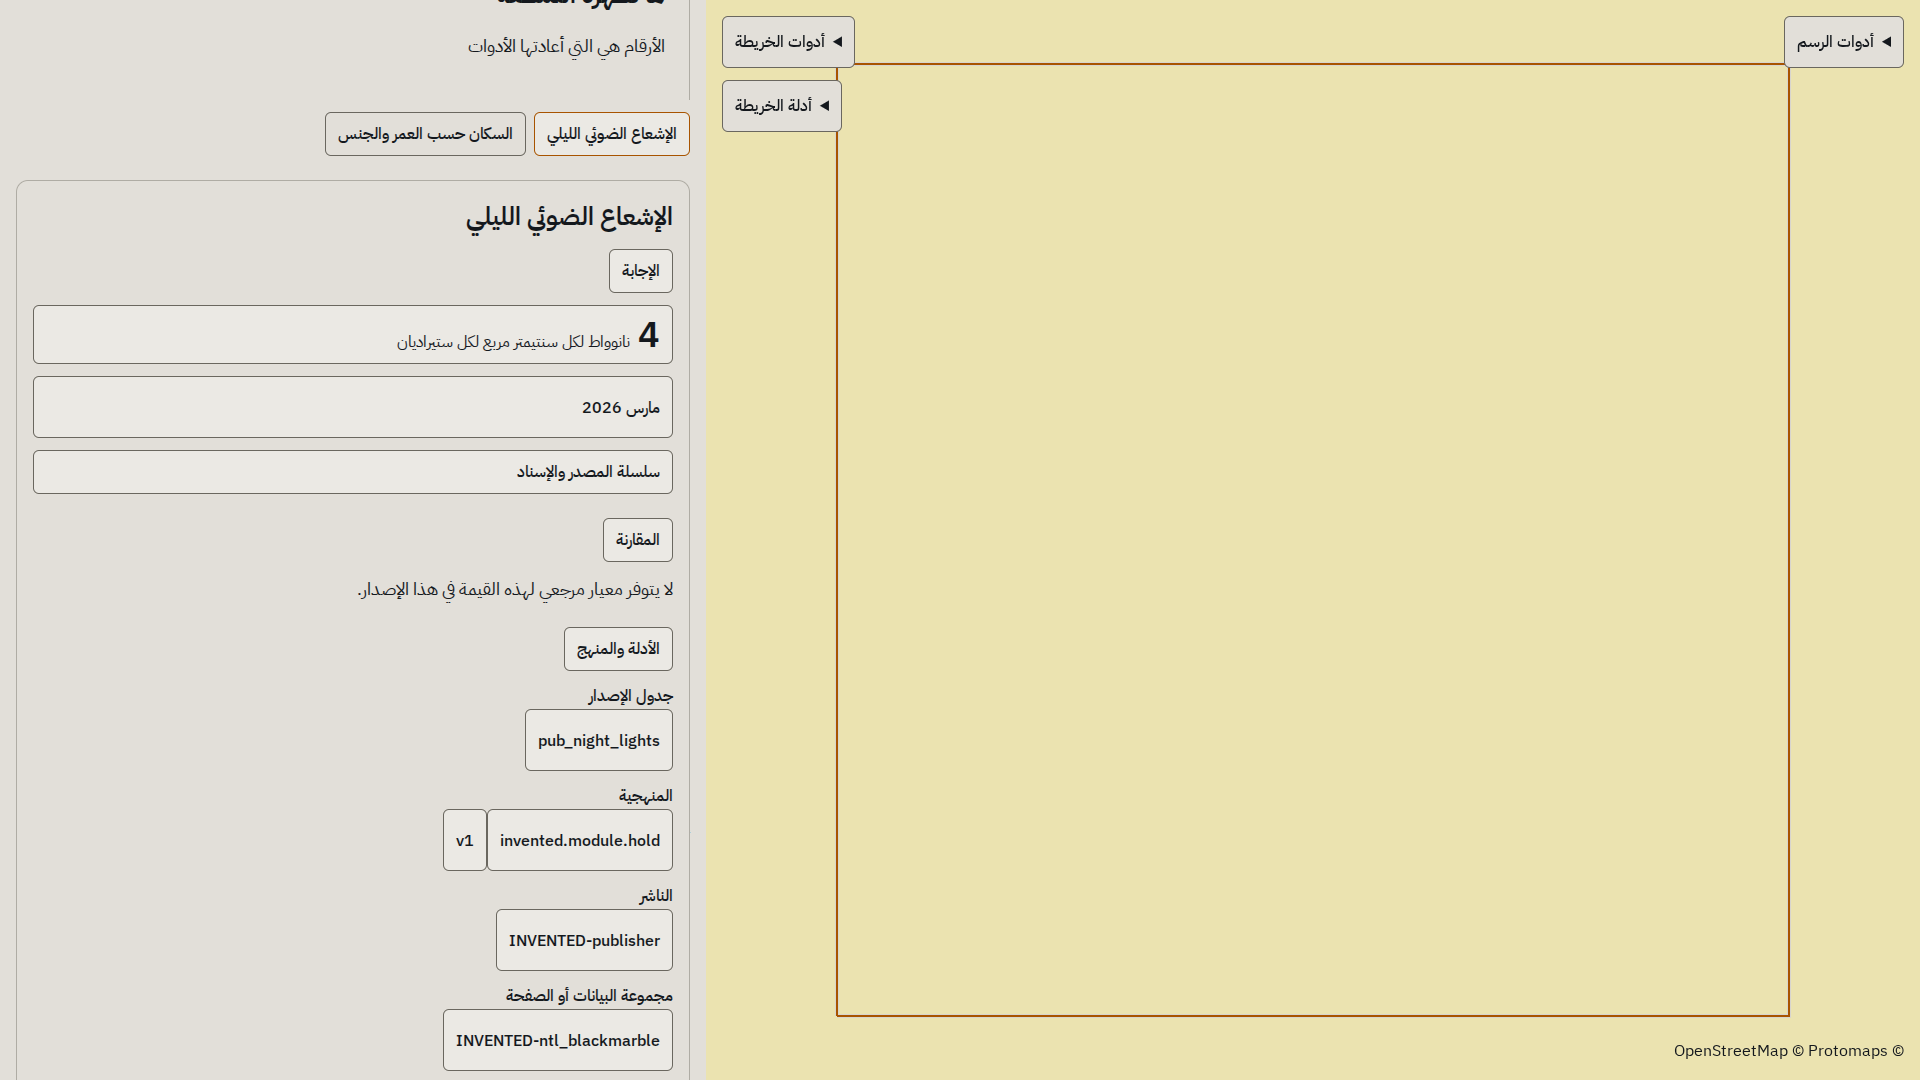 أدوات الرسم
أدوات الخريطة
أدلة الخريطة
الأرقام هي التي أعادتها الأدوات
الإشعاع الضوئي الليلي
السكان حسب العمر والجنس
الإشعاع الضوئي الليلي
الإجابة
4 نانوواط لكل سنتيمتر مربع لكل ستيراديان
مارس 2026
سلسلة المصدر والإسناد
المقارنة
لا يتوفر معيار مرجعي لهذه القيمة في هذا الإصدار.
الأدلة والمنهج
جدول الإصدار
pub_night_lights
المنهجية
invented.module.hold
v1
الناشر
INVENTED-publisher
مجموعة البيانات أو الصفحة
INVENTED-ntl_blackmarble
OpenStreetMap © Protomaps ©